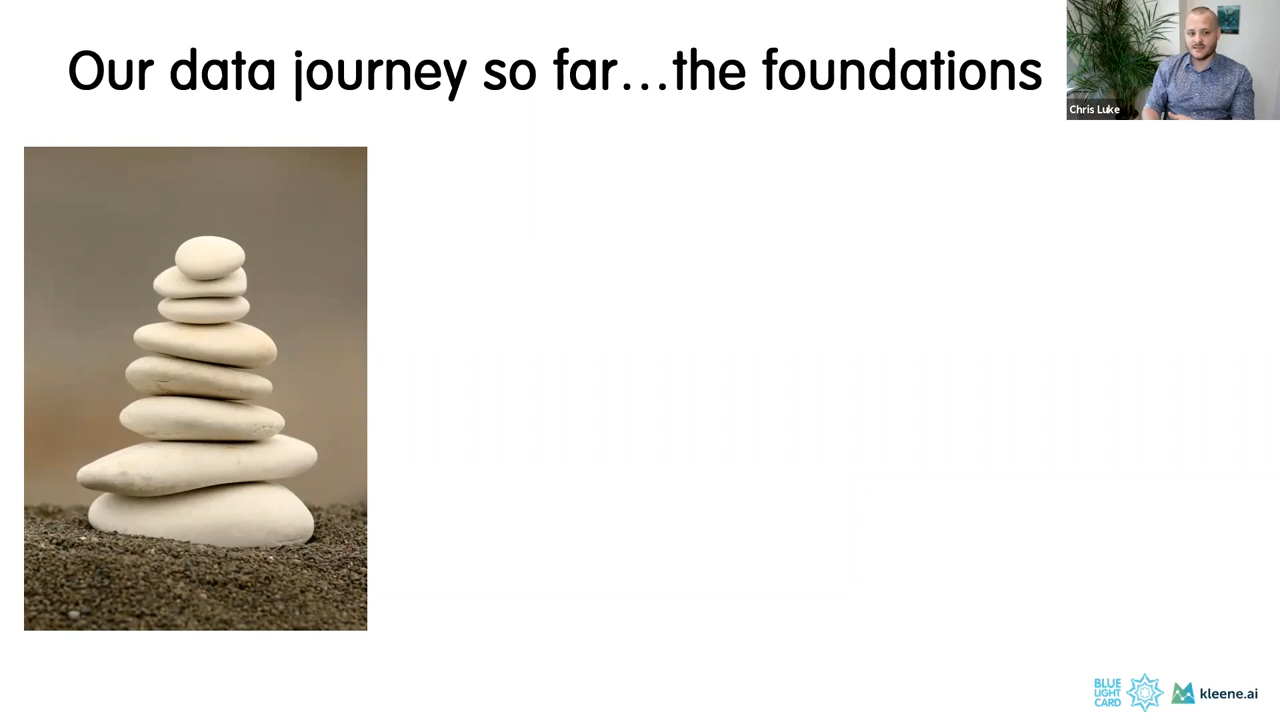 Our data journey so far...the foundations
Chris Luke
BLUE
LIGHT
CARD
kleene.ai